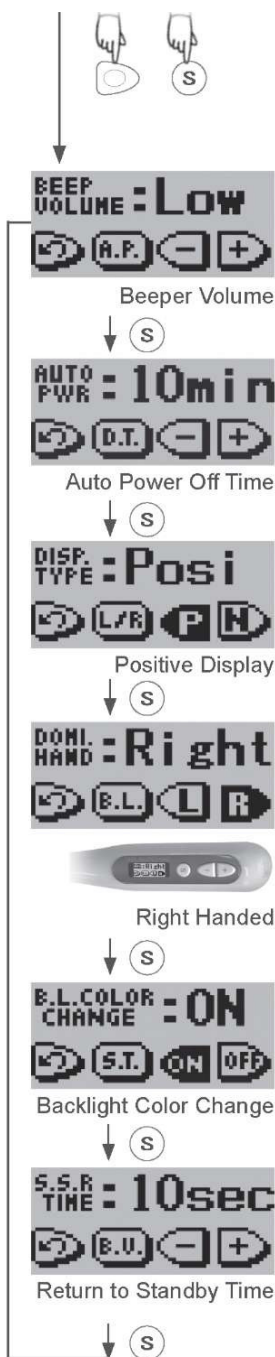 S
BEEP
VOLUME : Low
A.P. - +
Beeper Volume
S
AUTO
PWR : 10min
D.T. - +
Auto Power Off Time
S
DISP.
TYPE : Posi
L/R P N
Positive Display
S
DOMI.
HAND : Right
B.L. L R
Right Handed
S
B.L.COLOR
CHANGE : ON
S.T. ON OFF
Backlight Color Change
S
S.S.R
TIME : 10sec
B.V. - +
Return to Standby Time
S